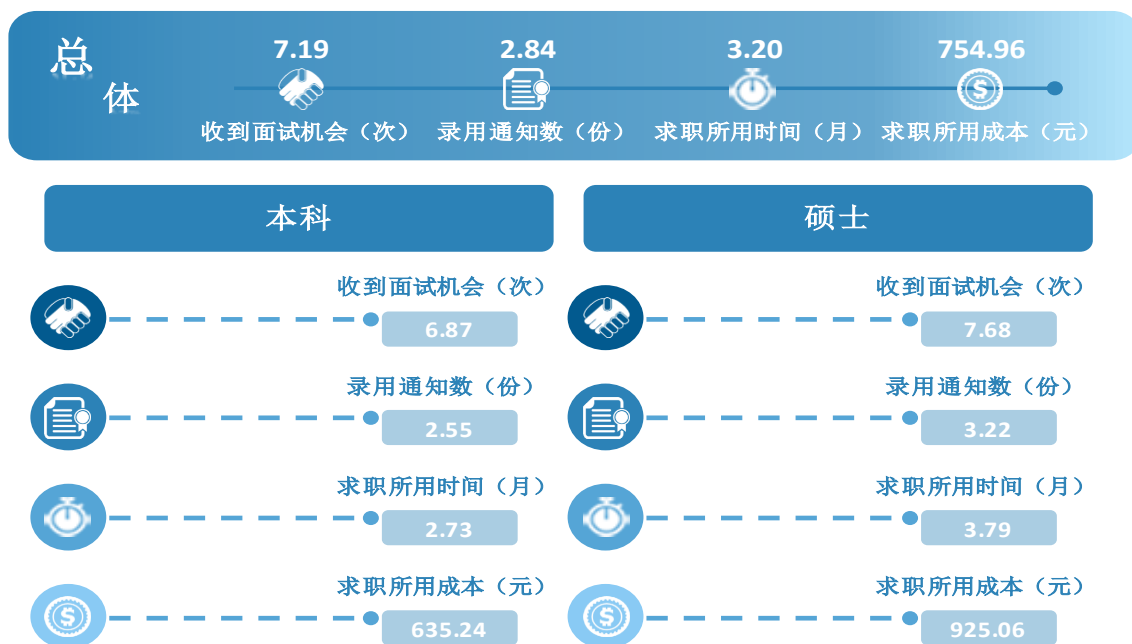 总体
7.19 2.84 3.20 754.96
收到面试机会（次） 录用通知数（份） 求职所用时间（月） 求职所用成本（元）
本科 硕士
收到面试机会（次） 收到面试机会（次）
6.87 7.68
录用通知数（份） 录用通知数（份）
2.55 3.22
求职所用时间（月） 求职所用时间（月）
2.73 3.79
求职所用成本（元） 求职所用成本（元）
635.24 925.06